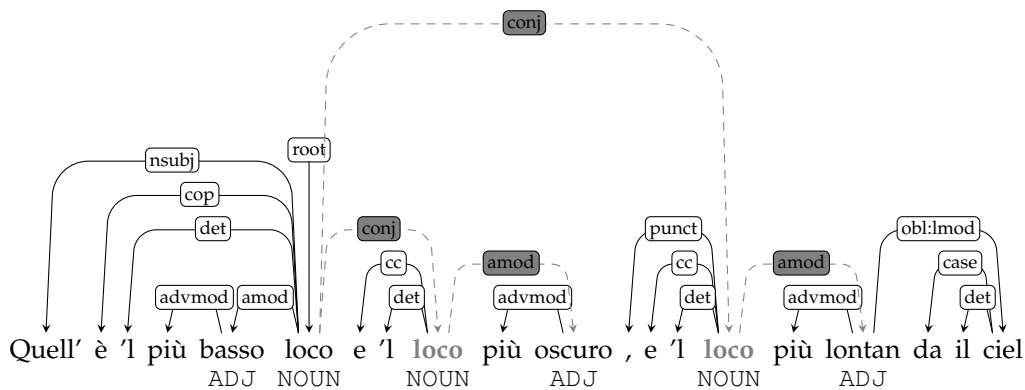 conj
root
nsubj
cop
det conj punct obl:lmod
cc amod cc amod case
advmod amod det advmod det advmod det
Quell' è 'l più basso loco e 'l loco più oscuro , e 'l loco più lontan da il ciel
ADJ NOUN NOUN ADJ NOUN ADJ